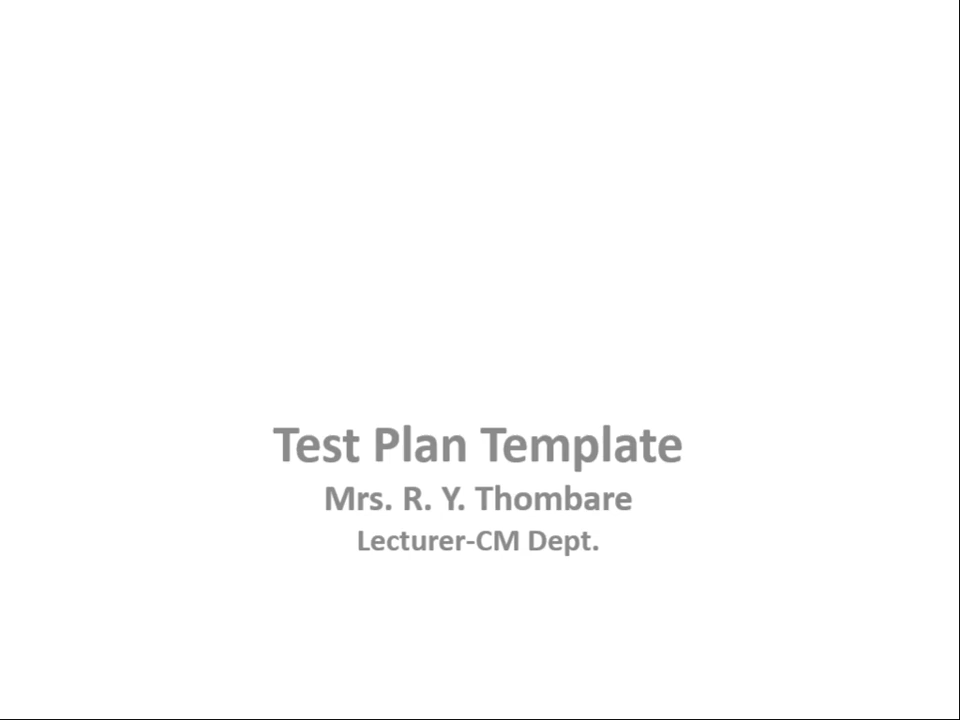 Test Plan Template
Mrs. R. Y. Thombare
Lecturer-CM Dept.